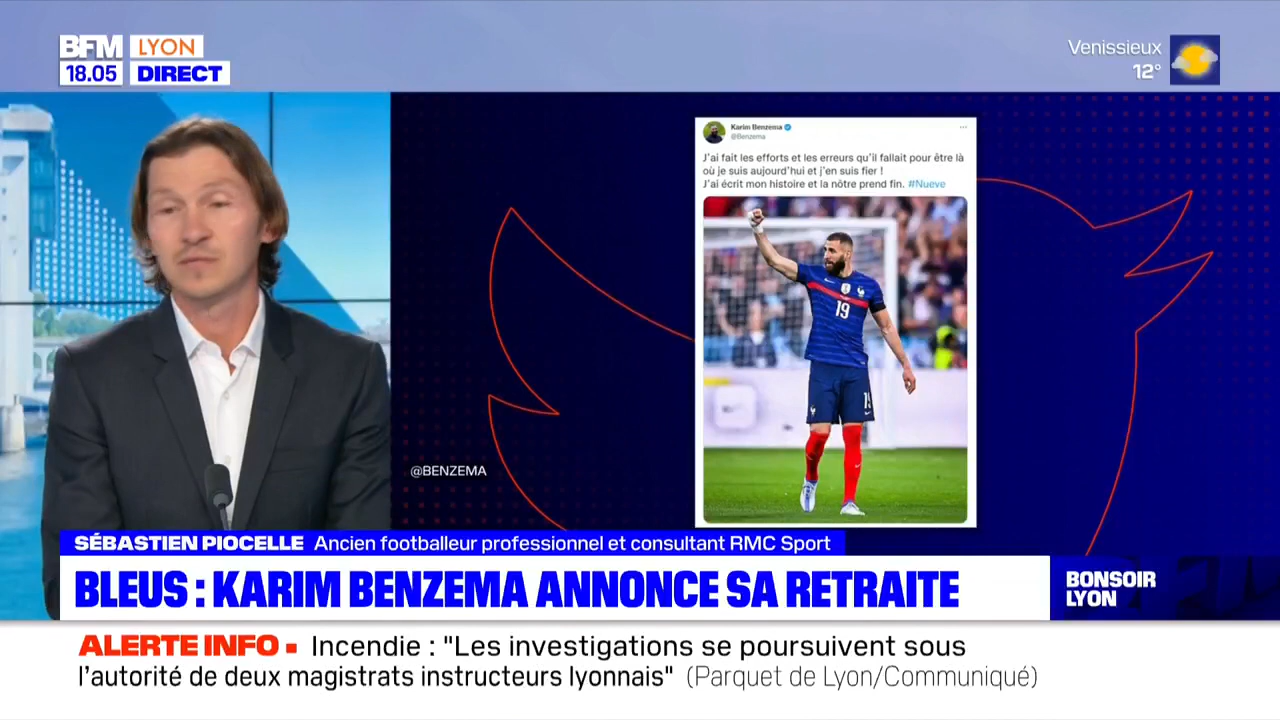 BFM LYON
18.05 DIRECT
Venissieux
12°
Karim Benzema
@Benzema
J'ai fait les efforts et les erreurs qu'il fallait pour être là
où je suis aujourd'hui et j'en suis fier !
J'ai écrit mon histoire et la nôtre prend fin. #Nueve
19
19
@BENZEMA
SÉBASTIEN PIOCELLE Ancien footballeur professionnel et consultant RMC Sport
BLEUS : KARIM BENZEMA ANNONCE SA RETRAITE
BONSOIR
LYON
ALERTE INFO Incendie : "Les investigations se poursuivent sous
l'autorité de deux magistrats instructeurs lyonnais" (Parquet de Lyon/Communiqué)